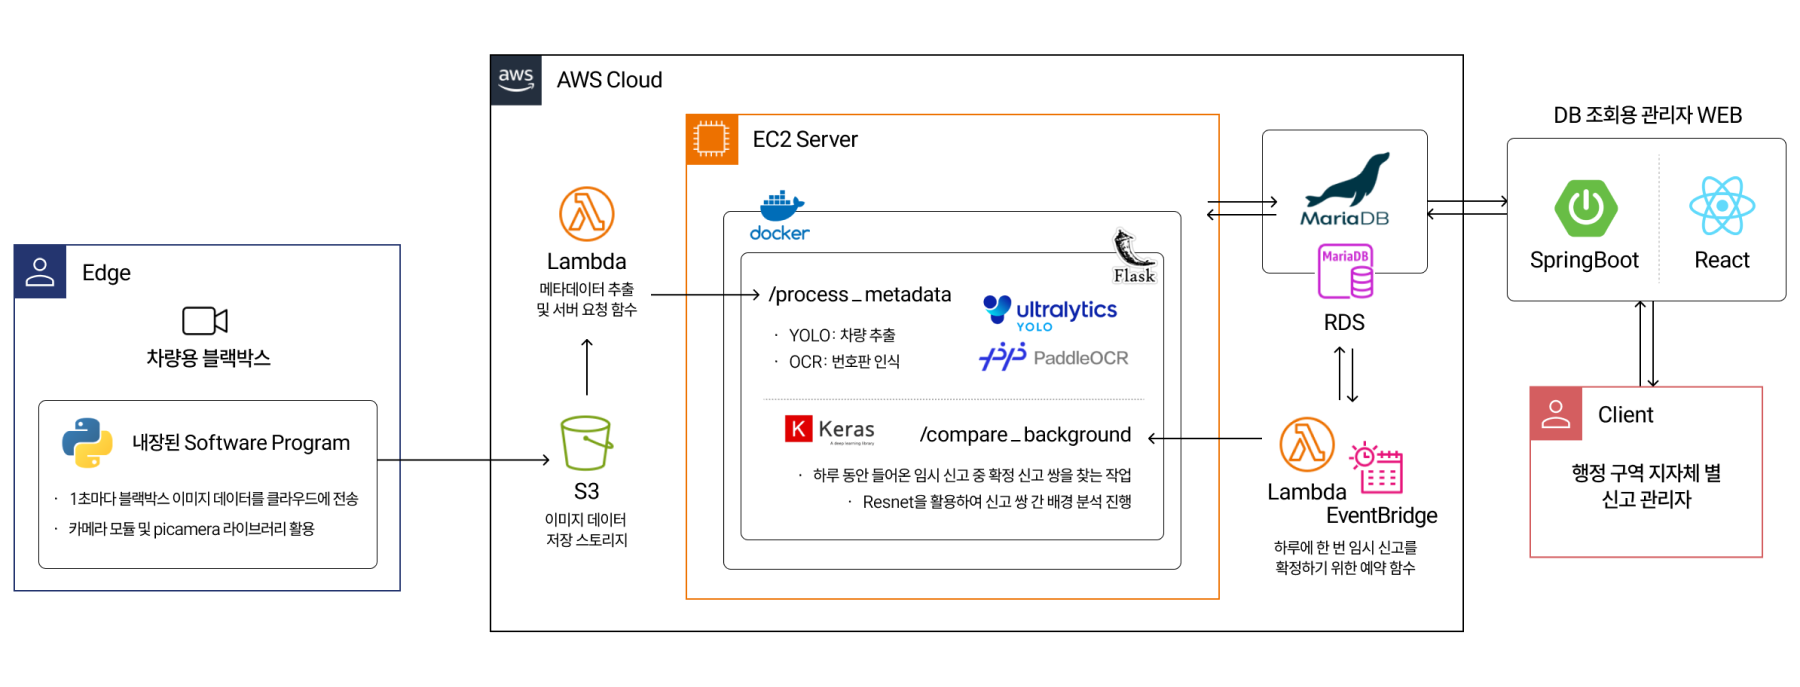 aws
AWS Cloud
EC2 Server
docker
Flask
Lambda
메타데이터 추출
및 서버 요청 함수
/process_metadata
· YOLO: 차량 추출
· OCR: 번호판 인식
ultralytics
YOLO
PaddleOCR
K Keras
A deep learning library
/compare_background
· 하루 동안 들어온 임시 신고 중 확정 신고 쌍을 찾는 작업
· Resnet을 활용하여 신고 쌍 간 배경 분석 진행
S3
이미지 데이터
저장 스토리지
Edge
차량용 블랙박스
내장된 Software Program
· 1초마다 블랙박스 이미지 데이터를 클라우드에 전송
· 카메라 모듈 및 picamera 라이브러리 활용
MariaDB
MariaDB
RDS
Lambda
EventBridge
하루에 한 번 임시 신고를
확정하기 위한 예약 함수
DB 조회용 관리자 WEB
SpringBoot
React
Client
행정 구역 지자체 별
신고 관리자